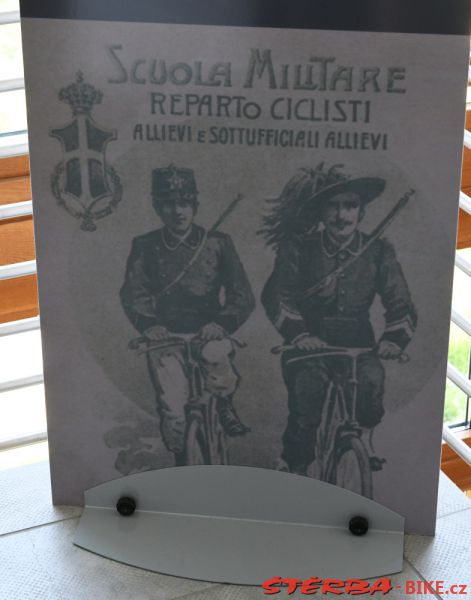 SCUOLA MILITARE
REPARTO CICLISTI
ALLIEVI E SOTTUFFICIALI ALLIEVI
ŠTĚRBA-BIKE.cz